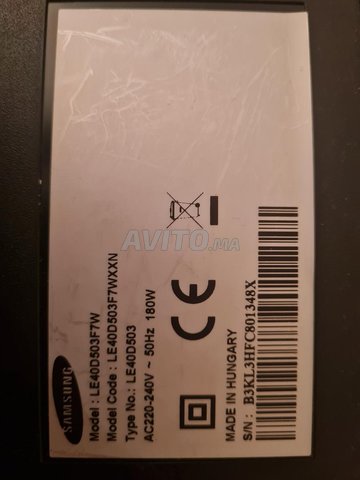 SAMSUNG
Model : LE40D503F7W
Model Code : LE40D503F7WXXN
Type No.: LE40D503
AC220-240V ~ 50Hz 180W
CE
MADE IN HUNGARY
S/N : B3KL3HFC801348X
AVITO.ma